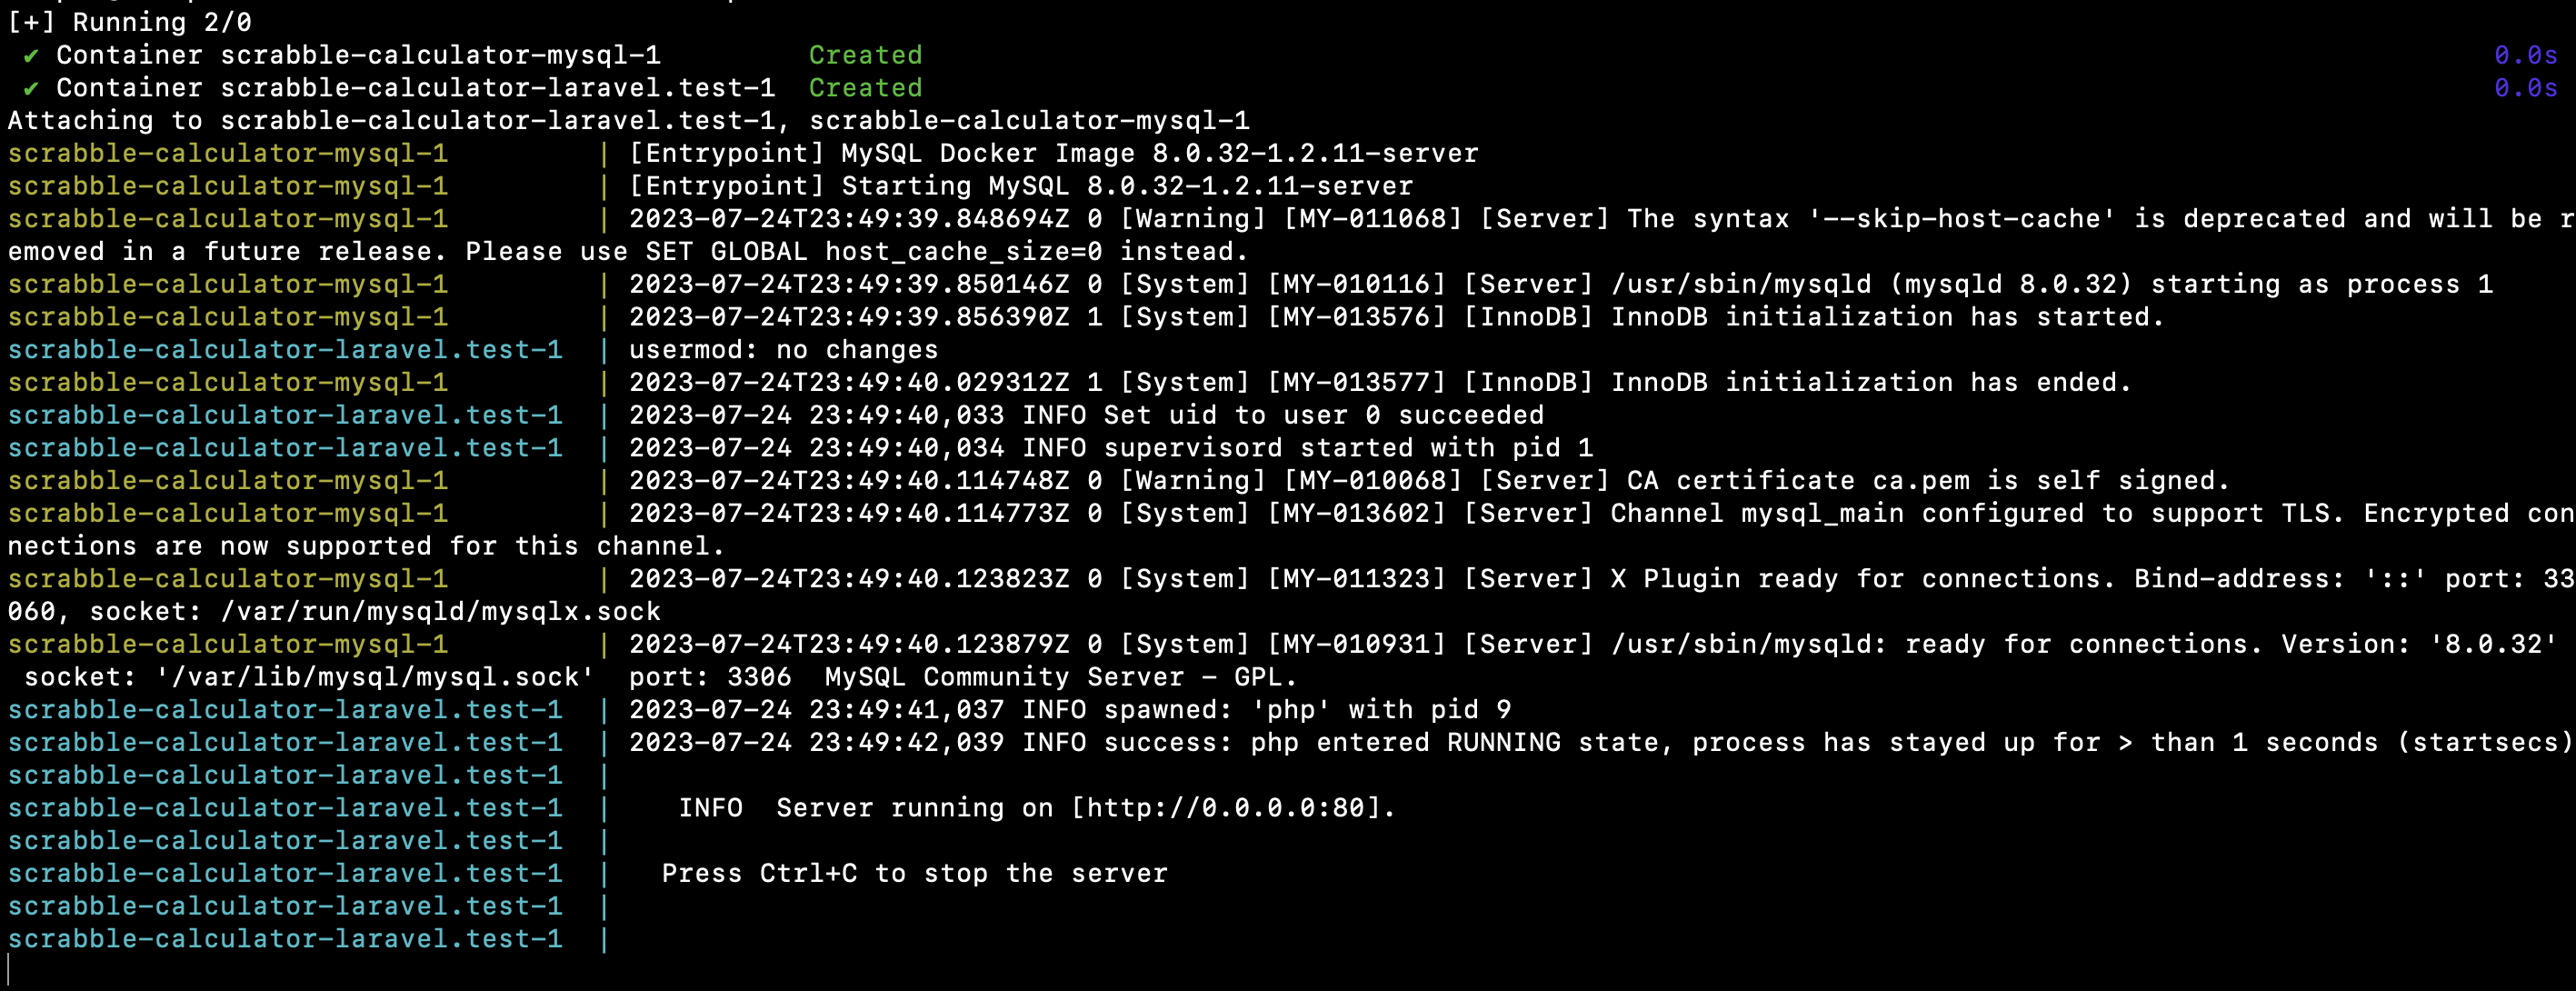 [+] Running 2/0
 ✔ Container scrabble-calculator-mysql-1         Created                                                                                                0.0s
 ✔ Container scrabble-calculator-laravel.test-1  Created                                                                                                0.0s
Attaching to scrabble-calculator-laravel.test-1, scrabble-calculator-mysql-1
scrabble-calculator-mysql-1         | [Entrypoint] MySQL Docker Image 8.0.32-1.2.11-server
scrabble-calculator-mysql-1         | [Entrypoint] Starting MySQL 8.0.32-1.2.11-server
scrabble-calculator-mysql-1         | 2023-07-24T23:49:39.848694Z 0 [Warning] [MY-011068] [Server] The syntax '--skip-host-cache' is deprecated and will be r
emoved in a future release. Please use SET GLOBAL host_cache_size=0 instead.
scrabble-calculator-mysql-1         | 2023-07-24T23:49:39.850146Z 0 [System] [MY-010116] [Server] /usr/sbin/mysqld (mysqld 8.0.32) starting as process 1
scrabble-calculator-mysql-1         | 2023-07-24T23:49:39.856390Z 1 [System] [MY-013576] [InnoDB] InnoDB initialization has started.
scrabble-calculator-laravel.test-1  | usermod: no changes
scrabble-calculator-mysql-1         | 2023-07-24T23:49:40.029312Z 1 [System] [MY-013577] [InnoDB] InnoDB initialization has ended.
scrabble-calculator-laravel.test-1  | 2023-07-24 23:49:40,033 INFO Set uid to user 0 succeeded
scrabble-calculator-laravel.test-1  | 2023-07-24 23:49:40,034 INFO supervisord started with pid 1
scrabble-calculator-mysql-1         | 2023-07-24T23:49:40.114748Z 0 [Warning] [MY-010068] [Server] CA certificate ca.pem is self signed.
scrabble-calculator-mysql-1         | 2023-07-24T23:49:40.114773Z 0 [System] [MY-013602] [Server] Channel mysql_main configured to support TLS. Encrypted con
nections are now supported for this channel.
scrabble-calculator-mysql-1         | 2023-07-24T23:49:40.123823Z 0 [System] [MY-011323] [Server] X Plugin ready for connections. Bind-address: '::' port: 33
060, socket: /var/run/mysqld/mysqlx.sock
scrabble-calculator-mysql-1         | 2023-07-24T23:49:40.123879Z 0 [System] [MY-010931] [Server] /usr/sbin/mysqld: ready for connections. Version: '8.0.32'
 socket: '/var/lib/mysql/mysql.sock'  port: 3306  MySQL Community Server - GPL.
scrabble-calculator-laravel.test-1  | 2023-07-24 23:49:41,037 INFO spawned: 'php' with pid 9
scrabble-calculator-laravel.test-1  | 2023-07-24 23:49:42,039 INFO success: php entered RUNNING state, process has stayed up for > than 1 seconds (startsecs)
scrabble-calculator-laravel.test-1  |
scrabble-calculator-laravel.test-1  |    INFO  Server running on [http://0.0.0.0:80].
scrabble-calculator-laravel.test-1  |
scrabble-calculator-laravel.test-1  |   Press Ctrl+C to stop the server
scrabble-calculator-laravel.test-1  |
scrabble-calculator-laravel.test-1  |